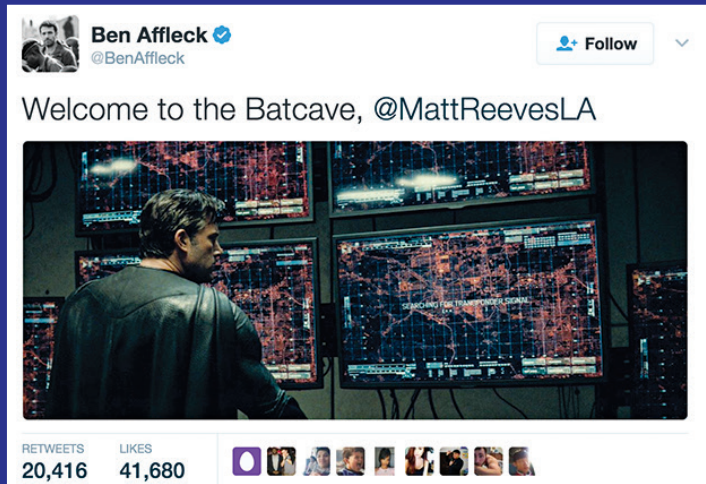 Ben Affleck
@BenAffleck
Follow
Welcome to the Batcave, @MattReevesLA
SEARCHING FOR TRANSPONDER SIGNAL
RETWEETS
LIKES
20,416
41,680